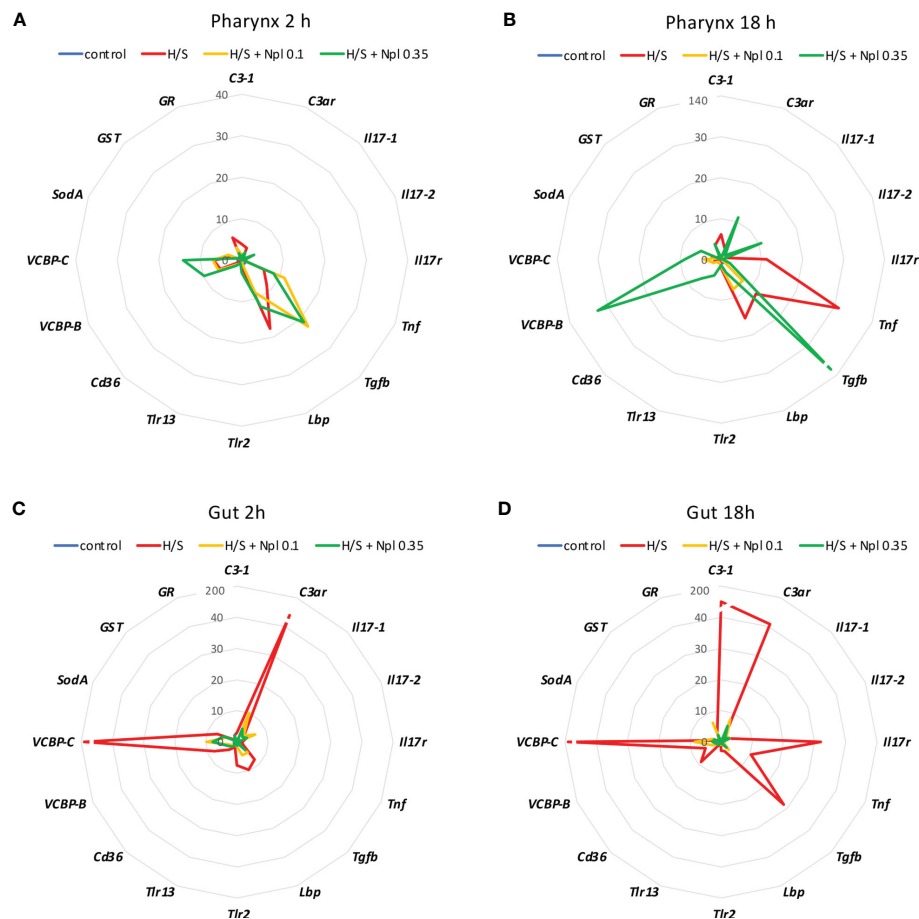 A
Pharynx 2 h
control H/S H/S + Npl 0.1 H/S + Npl 0.35
C3-1
C3ar
Il17-1
Il17-2
Il17r
Tnf
Tgfb
Lbp
Tlr2
Tlr13
Cd36
VCBP-B
VCBP-C
SodA
GST
GR
40
30
20
10
0
B
Pharynx 18 h
control H/S H/S + Npl 0.1 H/S + Npl 0.35
C3-1
C3ar
Il17-1
Il17-2
Il17r
Tnf
Tgfb
Lbp
Tlr2
Tlr13
Cd36
VCBP-B
VCBP-C
SodA
GST
GR
140
30
20
10
0
C
Gut 2h
control H/S H/S + Npl 0.1 H/S + Npl 0.35
C3-1
C3ar
Il17-1
Il17-2
Il17r
Tnf
Tgfb
Lbp
Tlr2
Tlr13
Cd36
VCBP-B
VCBP-C
SodA
GST
GR
200
40
30
20
10
0
D
Gut 18h
control H/S H/S + Npl 0.1 H/S + Npl 0.35
C3-1
C3ar
Il17-1
Il17-2
Il17r
Tnf
Tgfb
Lbp
Tlr2
Tlr13
Cd36
VCBP-B
VCBP-C
SodA
GST
GR
200
40
30
20
10
0